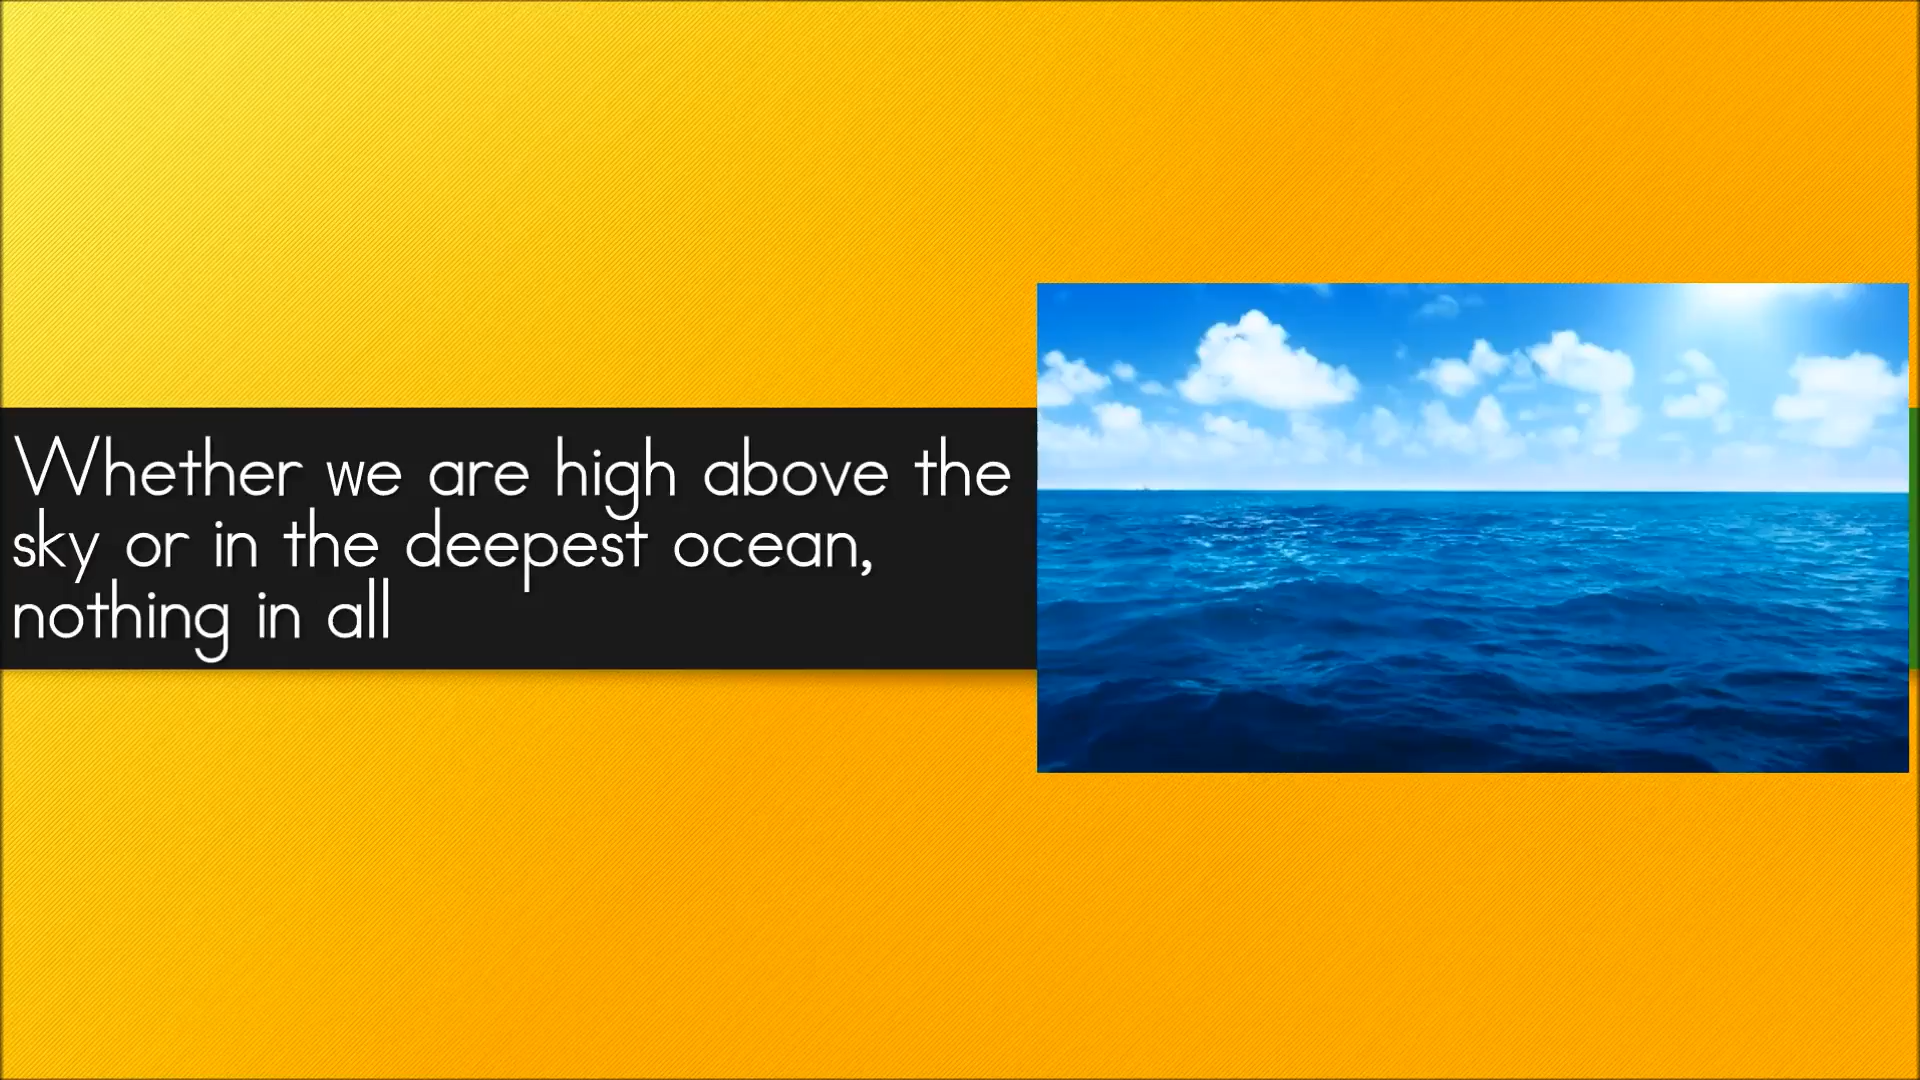 Whether we are high above the
sky or in the deepest ocean,
nothing in all